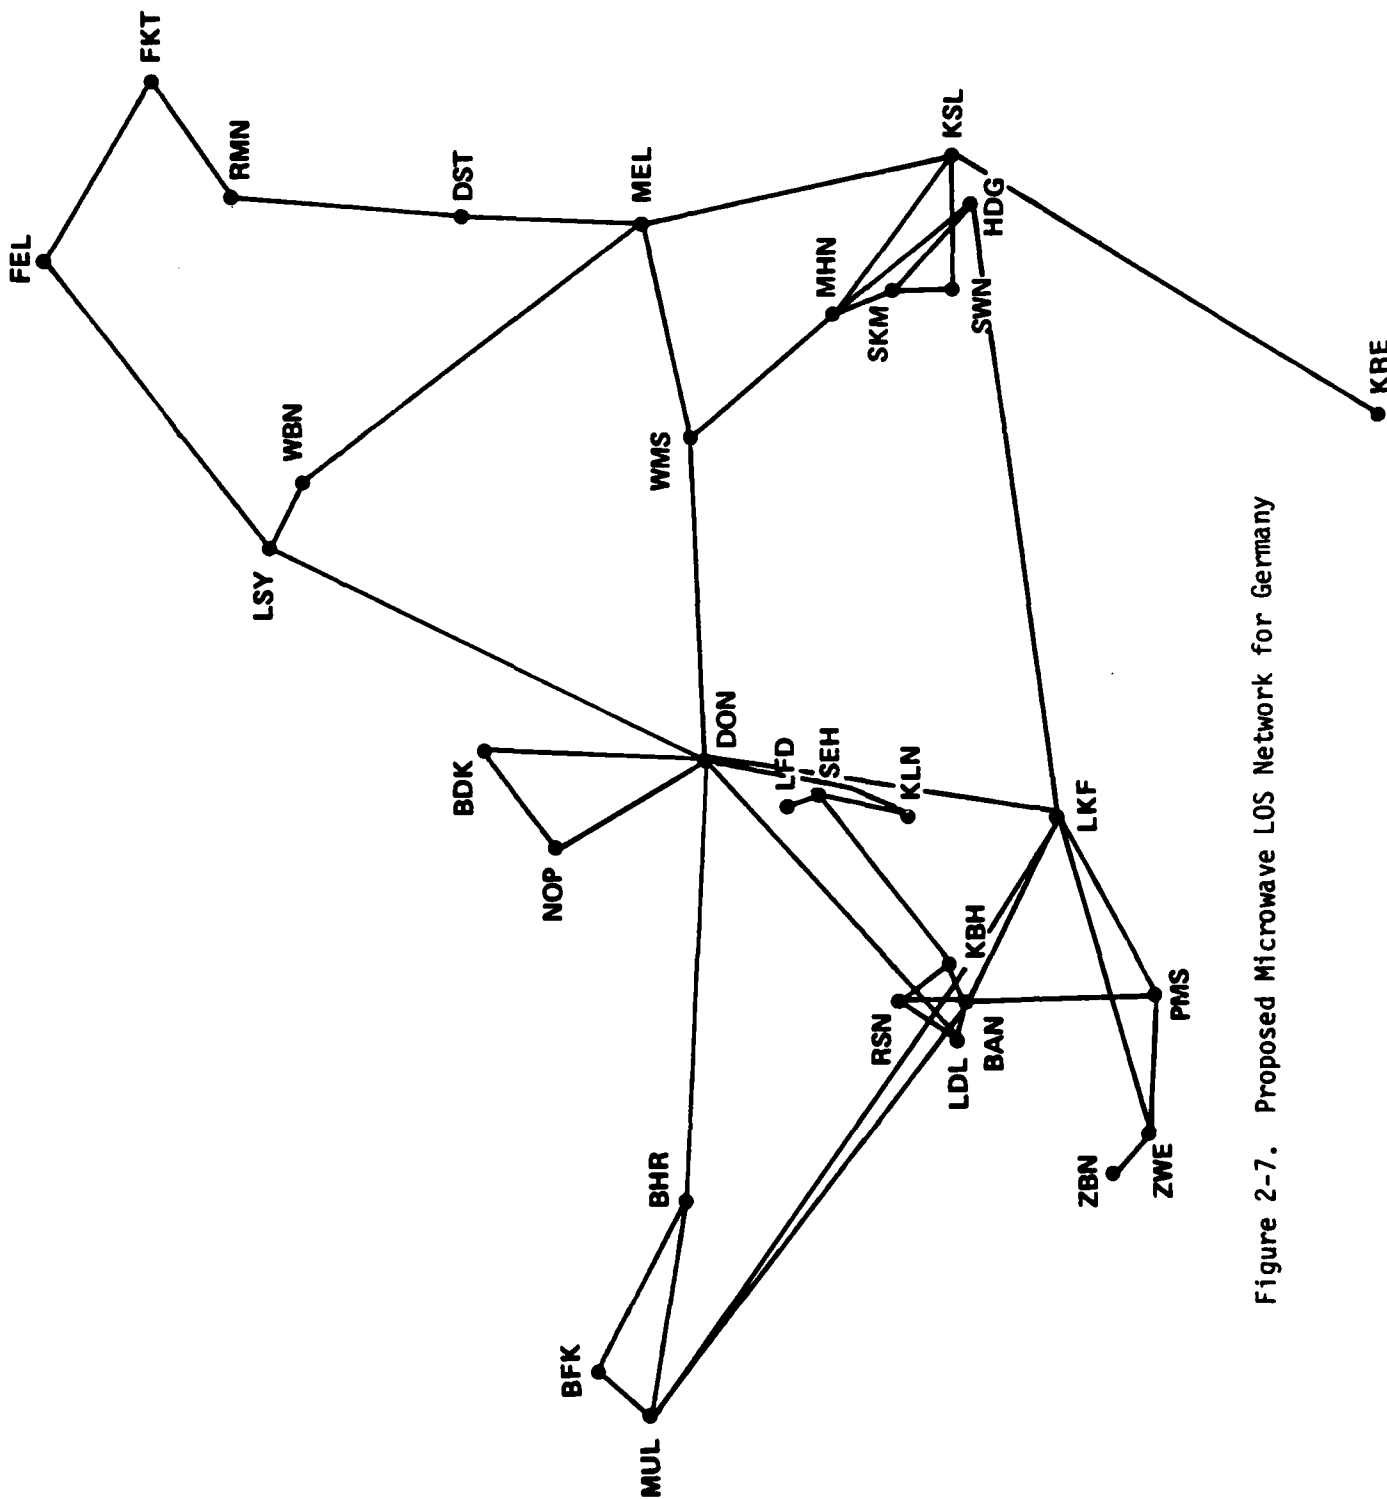 FKT
FEL
RMN
DST
MEL
KSL
HDG
MHN
SKM
SWN
WBN
WMS
KRE
LSY
DON
BDK
LFD
SEH
KLN
NOP
LKF
KBH
RSN
PMS
LDL
BAN
BHR
ZBN
ZWE
BFK
MUL
Figure 2-7. Proposed Microwave LOS Network for Germany